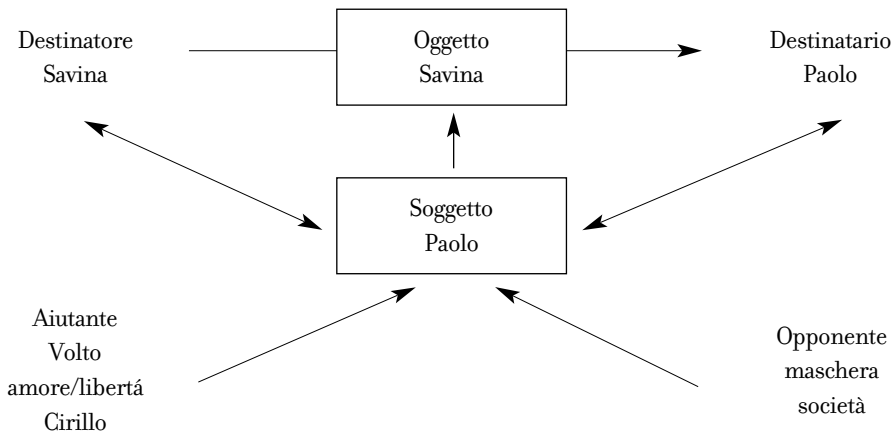 Destinatore
Savina
Oggetto
Savina
Destinatario
Paolo
Soggetto
Paolo
Aiutante
Volto
amore/libertá
Cirillo
Opponente
maschera
società